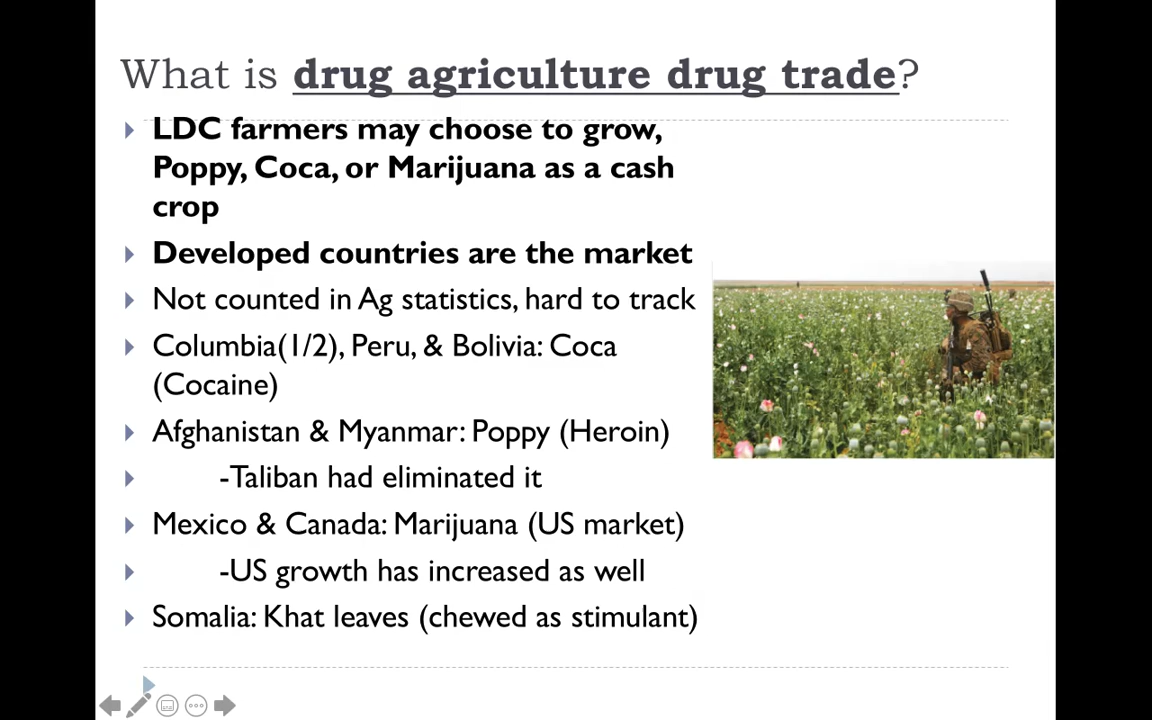 What is drug agriculture drug trade?
LDC farmers may choose to grow,
Poppy, Coca, or Marijuana as a cash
crop
Developed countries are the market
Not counted in Ag statistics, hard to track
Columbia(1/2), Peru, & Bolivia: Coca
(Cocaine)
Afghanistan & Myanmar: Poppy (Heroin)
-Taliban had eliminated it
Mexico & Canada: Marijuana (US market)
-US growth has increased as well
Somalia: Khat leaves (chewed as stimulant)